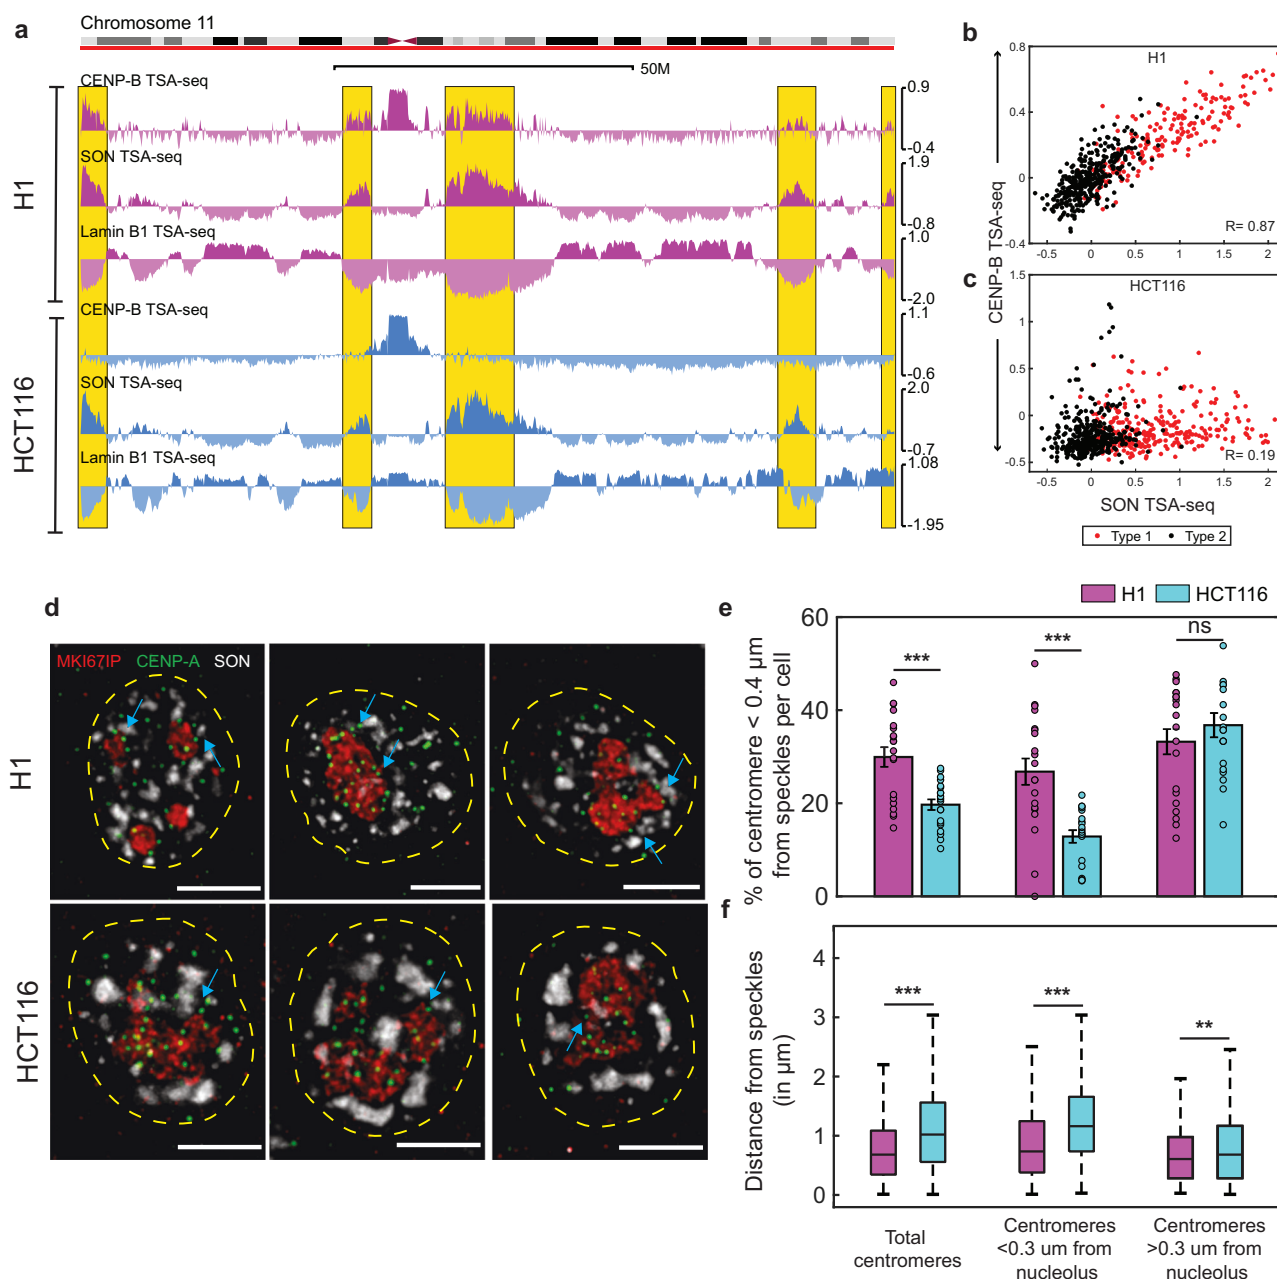 a
Chromosome 11
50M
H1
CENP-B TSA-seq
0.9
-0.4
SON TSA-seq
1.9
-0.8
Lamin B1 TSA-seq
1.0
-2.0
HCT116
CENP-B TSA-seq
1.1
-0.6
SON TSA-seq
2.0
-0.7
Lamin B1 TSA-seq
1.08
-1.95
b
H1
0.8
0.4
0
-0.4
-0.5 0 0.5 1 1.5 2
R= 0.87
CENP-B TSA-seq
c
HCT116
1.5
1
0.5
0
-0.5
-0.5 0 0.5 1 1.5 2
R= 0.19
SON TSA-seq
Type 1 Type 2
d
MKI67IP CENP-A SON
H1
HCT116
e
H1 HCT116
% of centromere < 0.4 µm
from speckles per cell
60
40
20
0
*** *** ns
f
Distance from speckles
(in µm)
4
3
2
1
0
*** *** **
Total
centromeres
Centromeres
<0.3 um from
nucleolus
Centromeres
>0.3 um from
nucleolus